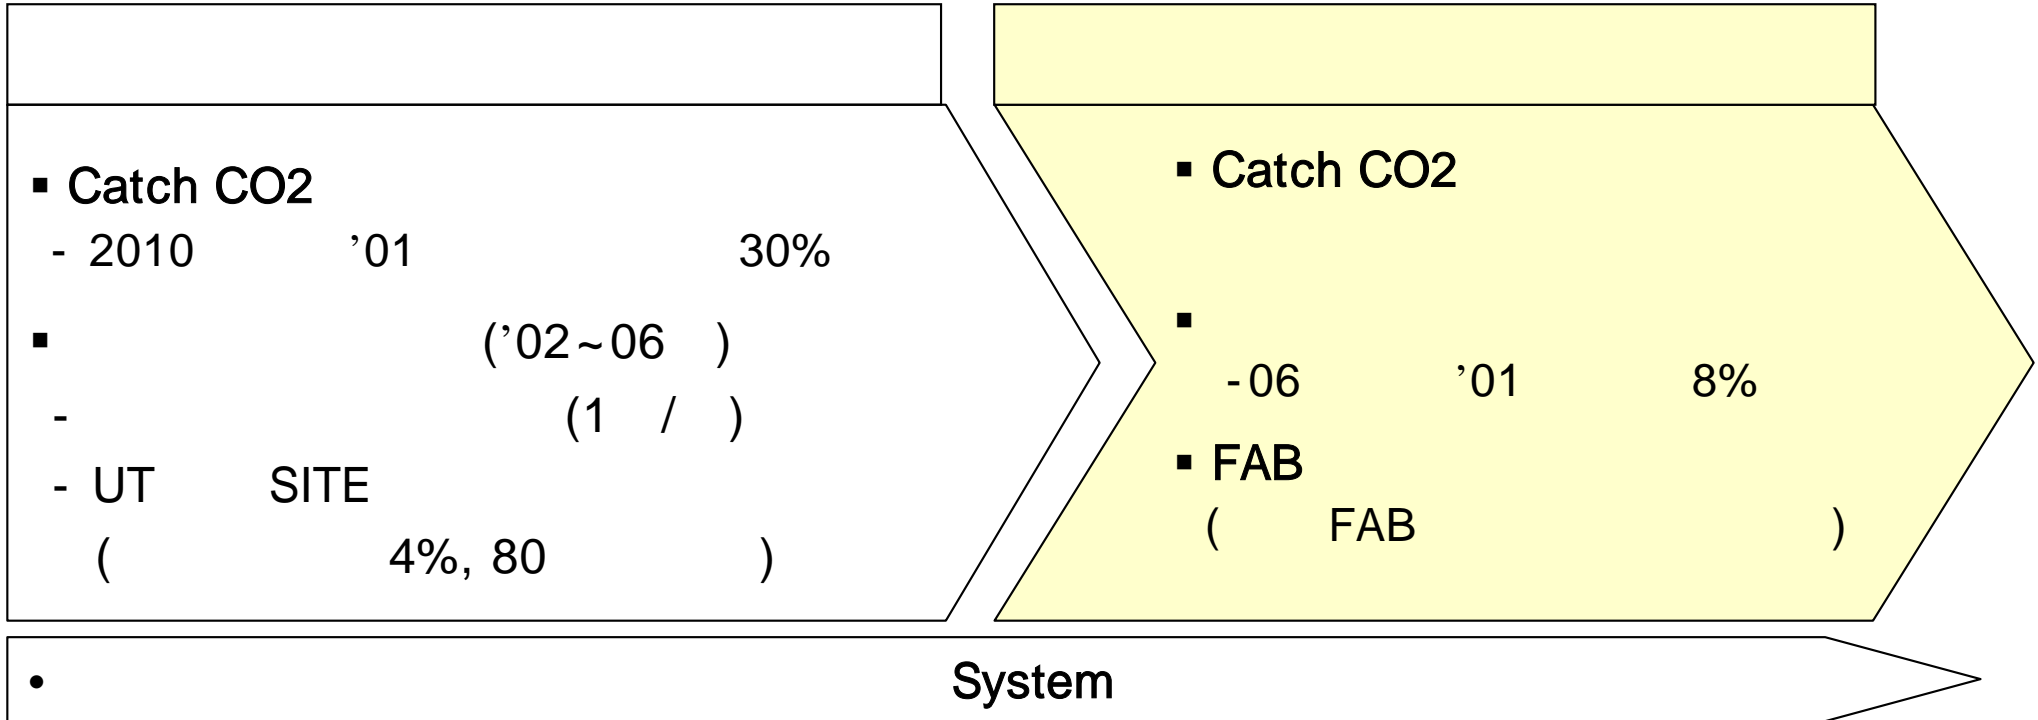 ▪ Catch CO2
- 2010 ’01 30%
▪ (’02~06 )
- (1 / )
- UT SITE
( 4%, 80 )
▪ Catch CO2
▪
-06 ’01 8%
▪ FAB
( FAB )
• System